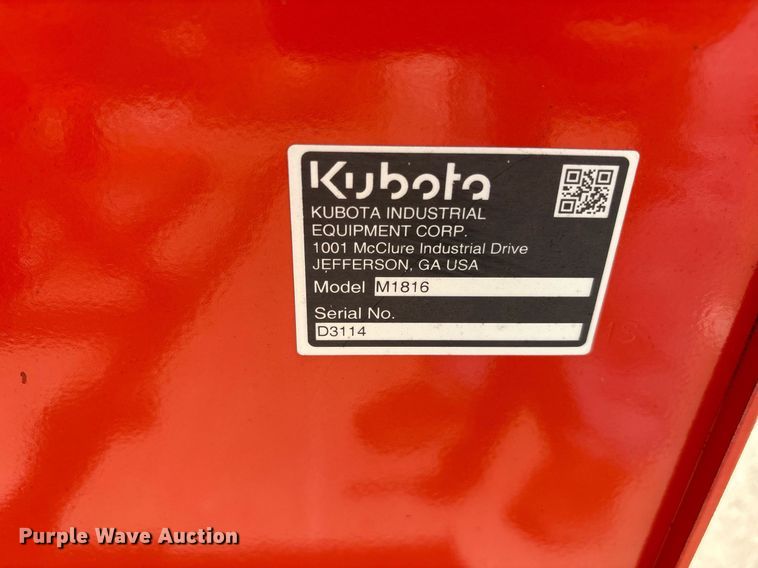 Kubota
KUBOTA INDUSTRIAL
EQUIPMENT CORP.
1001 McClure Industrial Drive
JEFFERSON, GA USA
Model M1816
Serial No.
D3114
Purple Wave Auction